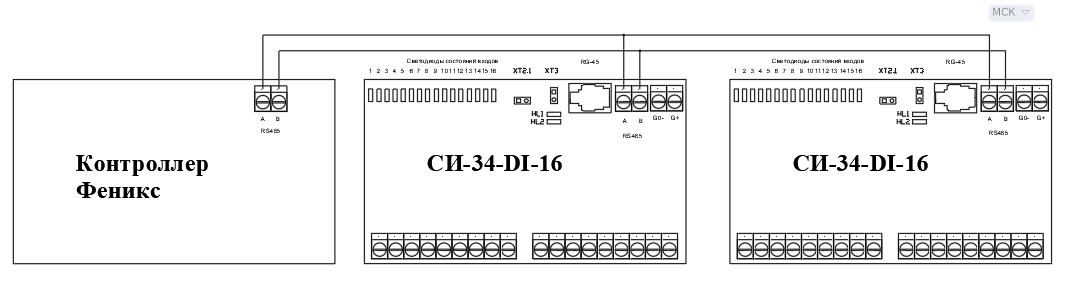 МСК
Светодиоды состояний входов
RG-45
1 2 3 4 5 6 7 8 9 10 11 12 13 14 15 16
XT2.1 XT3
HL1
HL2
A B
RS485
A B
G0- G+
RS485
Контроллер
Феникс
СИ-34-DI-16
Светодиоды состояний входов
RG-45
1 2 3 4 5 6 7 8 9 10 11 12 13 14 15 16
XT2.1 XT3
HL1
HL2
A B
G0- G+
RS485
СИ-34-DI-16